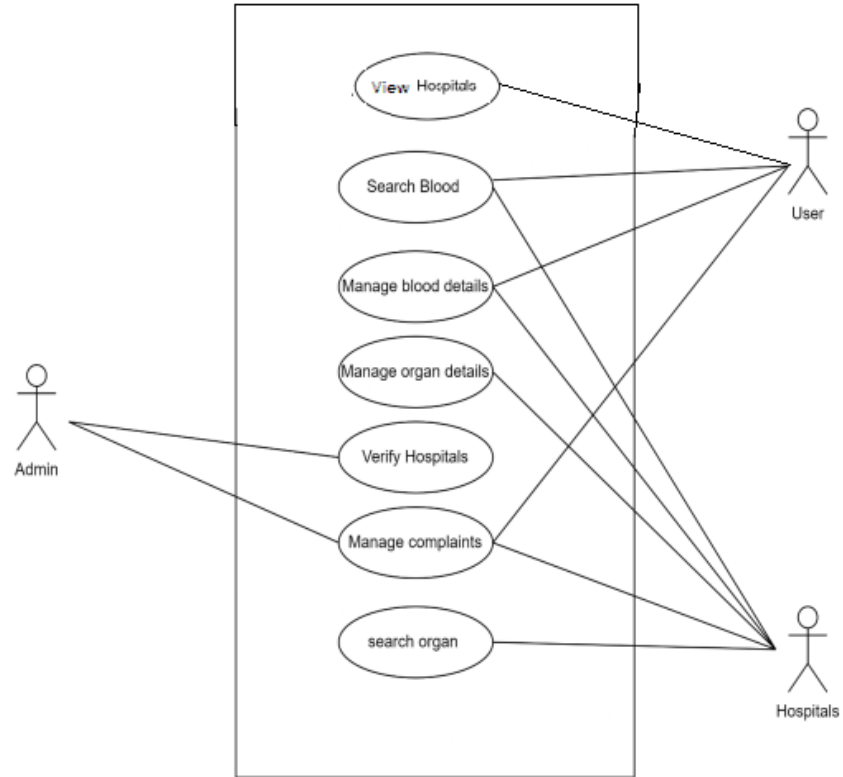 View Hospitals
Search Blood
User
Manage blood details
Manage organ details
Verify Hospitals
Admin
Manage complaints
search organ
Hospitals